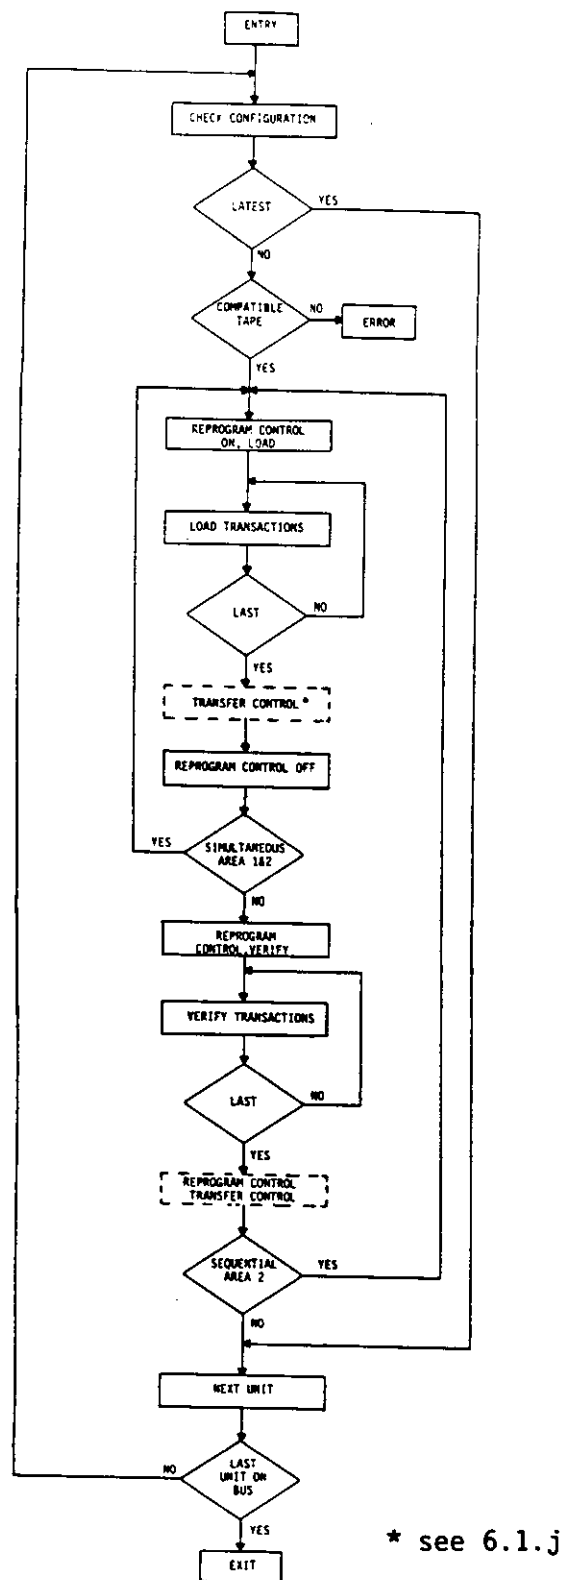 ENTRY
CHECK CONFIGURATION
LATEST
YES
NO
COMPATIBLE
TAPE
NO
ERROR
YES
REPROGRAM CONTROL
ON, LOAD
LOAD TRANSACTIONS
LAST
NO
YES
TRANSFER CONTROL*
REPROGRAM CONTROL OFF
YES
SIMULTANEOUS
AREA 1&2
NO
REPROGRAM
CONTROL,VERIFY
VERIFY TRANSACTIONS
LAST
NO
YES
REPROGRAM CONTROL
TRANSFER CONTROL
SEQUENTIAL
AREA 2
YES
NO
NEXT UNIT
NO
LAST
UNIT ON
BUS
YES
* see 6.1.j
EXIT